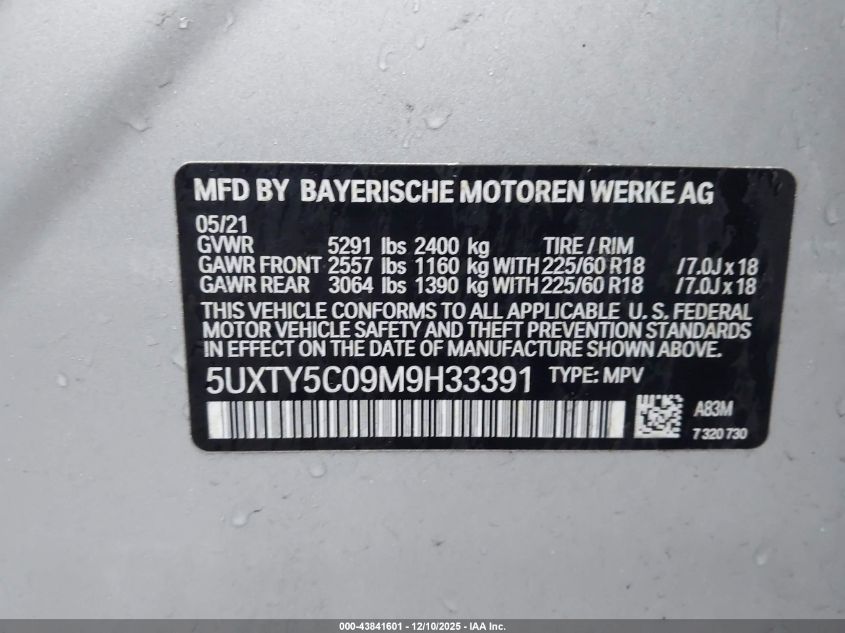 MFD BY BAYERISCHE MOTOREN WERKE AG
05/21
GVWR 5291 lbs 2400 kg TIRE / RIM
GAWR FRONT 2557 lbs 1160 kg WITH 225/60 R18 / 7.0J x 18
GAWR REAR 3064 lbs 1390 kg WITH 225/60 R18 / 7.0J x 18
THIS VEHICLE CONFORMS TO ALL APPLICABLE U. S. FEDERAL
MOTOR VEHICLE SAFETY AND THEFT PREVENTION STANDARDS
IN EFFECT ON THE DATE OF MANUFACTURE SHOWN ABOVE.
5UXTY5C09M9H33391 TYPE: MPV
A83M
7 320 730
000-43841601 - 12/10/2025 - IAA Inc.